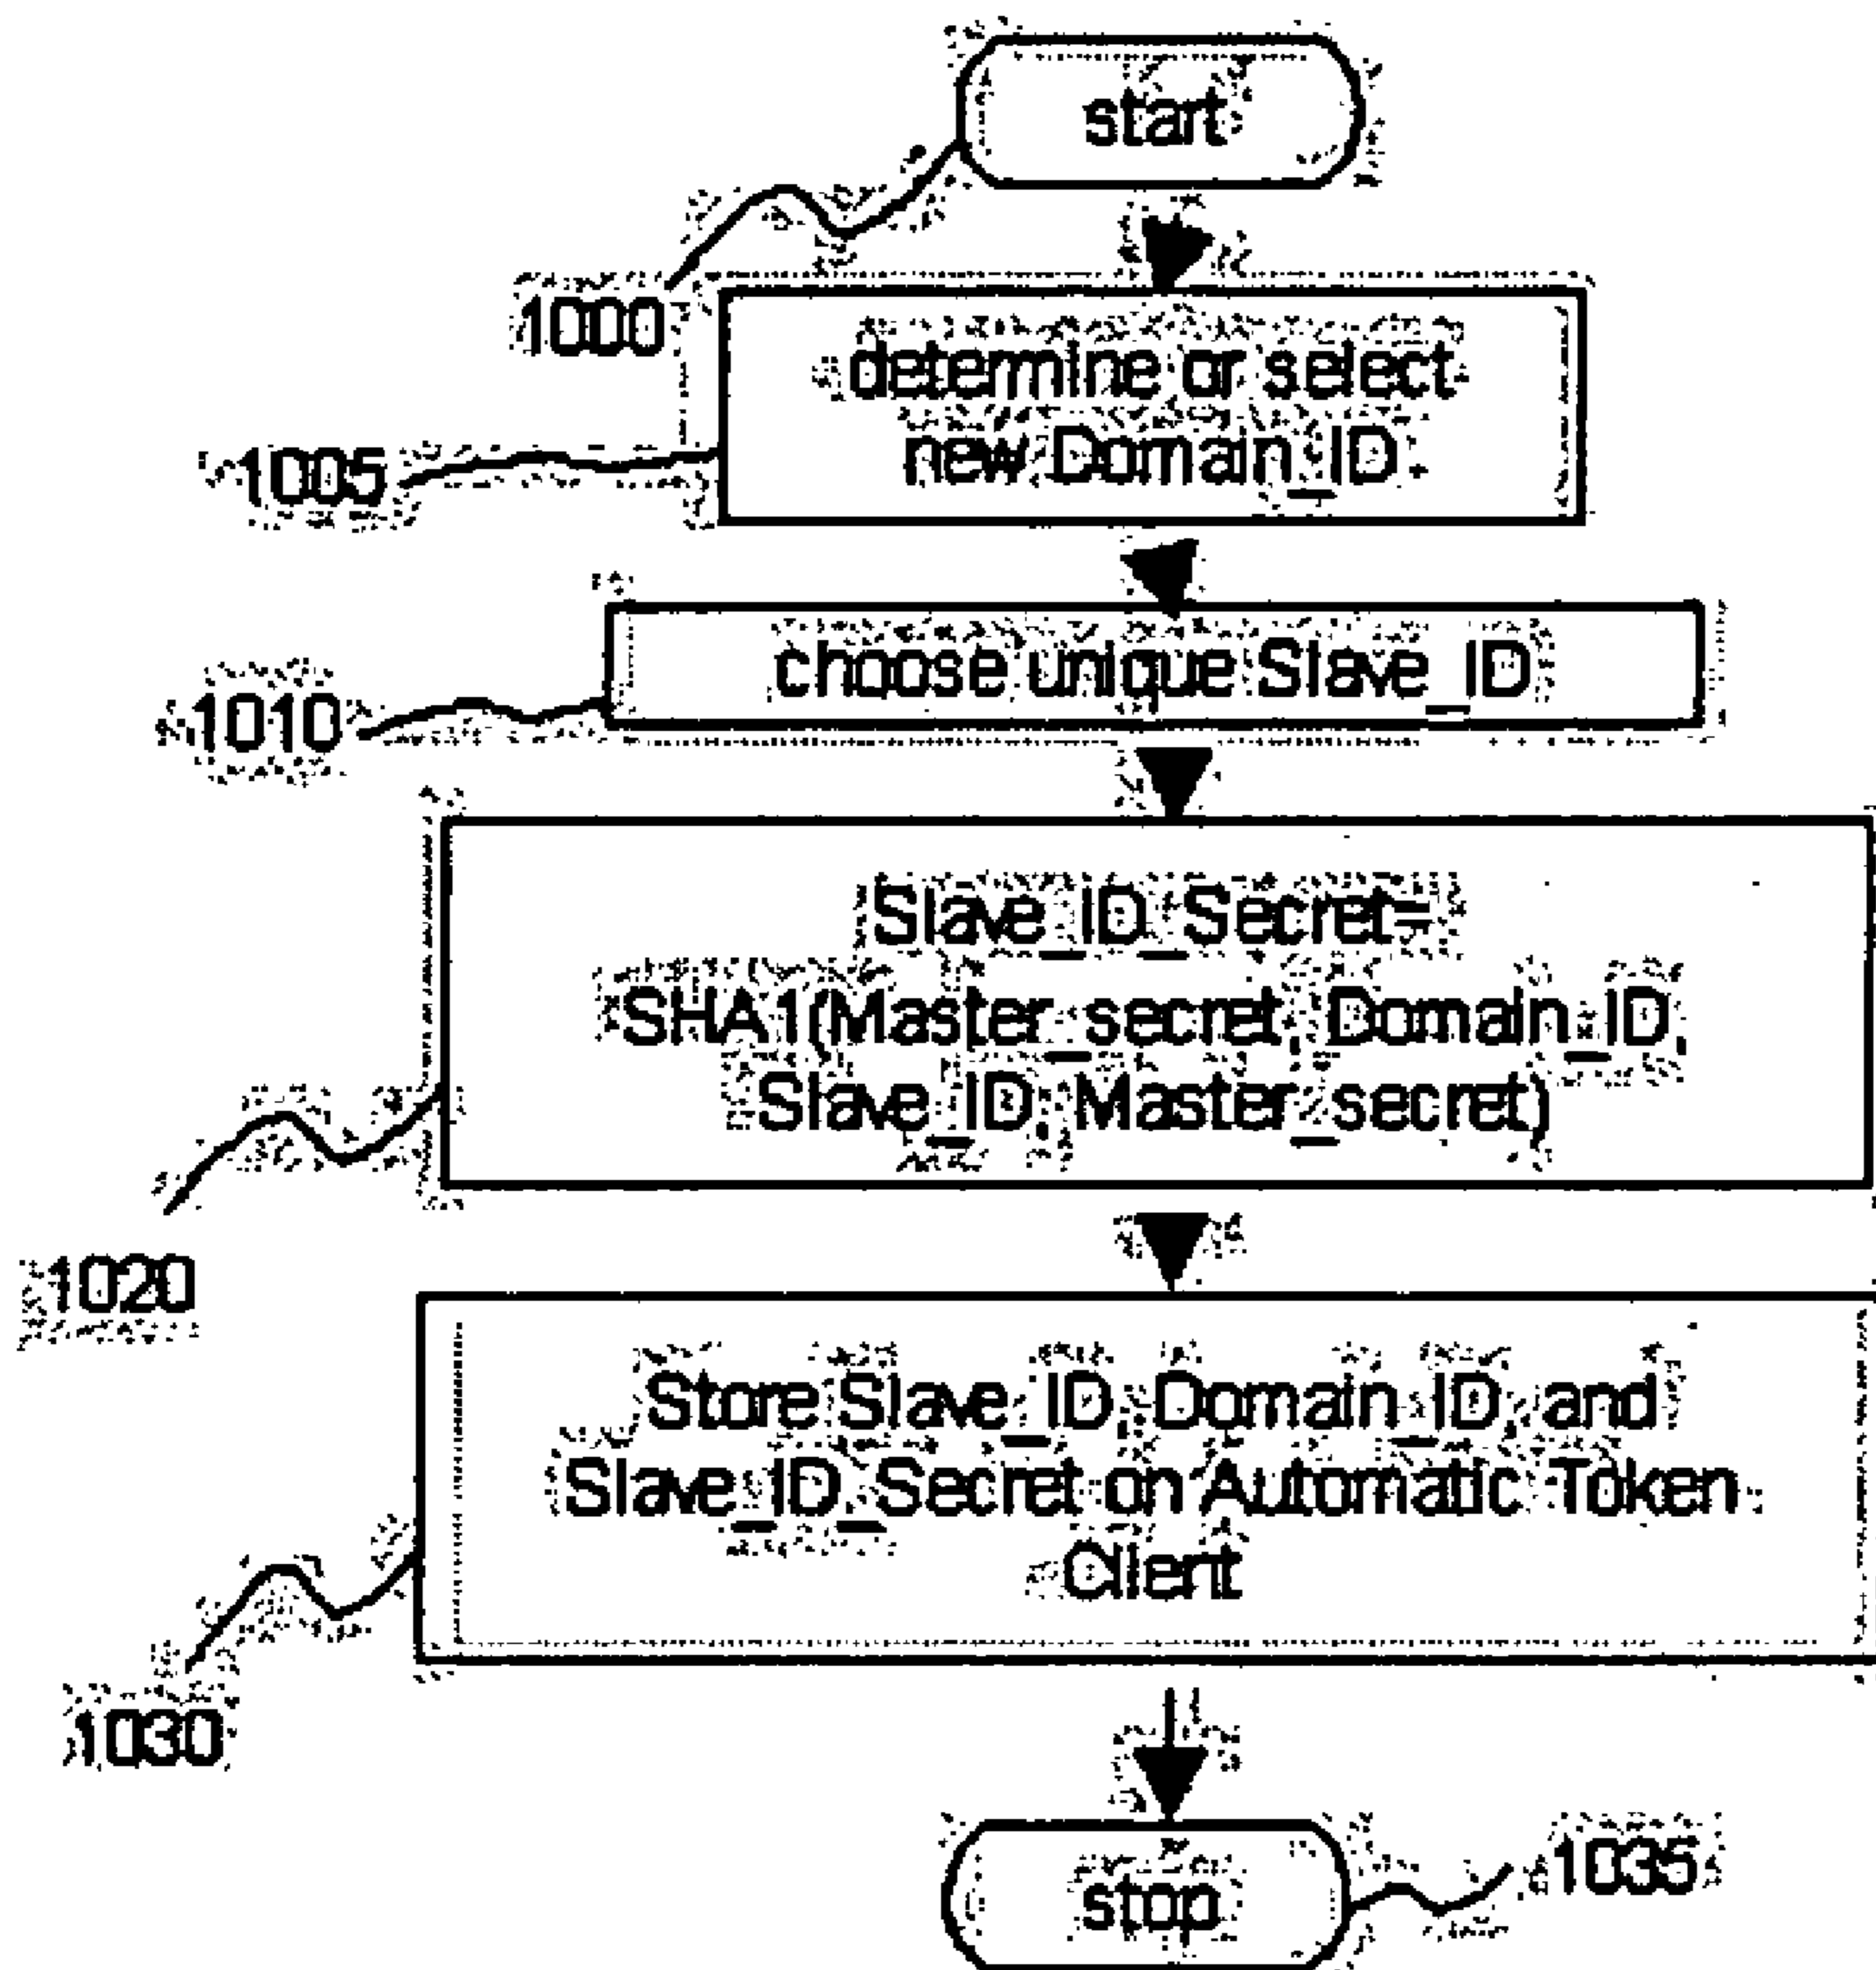 start
1000
determine or select
new Domain_ID
1005
choose unique Slave_ID
1010
Slave_ID_Secret=
SHA1(Master_secret, Domain_ID,
Slave_ID, Master_secret)
1020
Store Slave_ID, Domain_ID, and
Slave_ID_Secret on Automatic Token
Client
1030
stop
1035